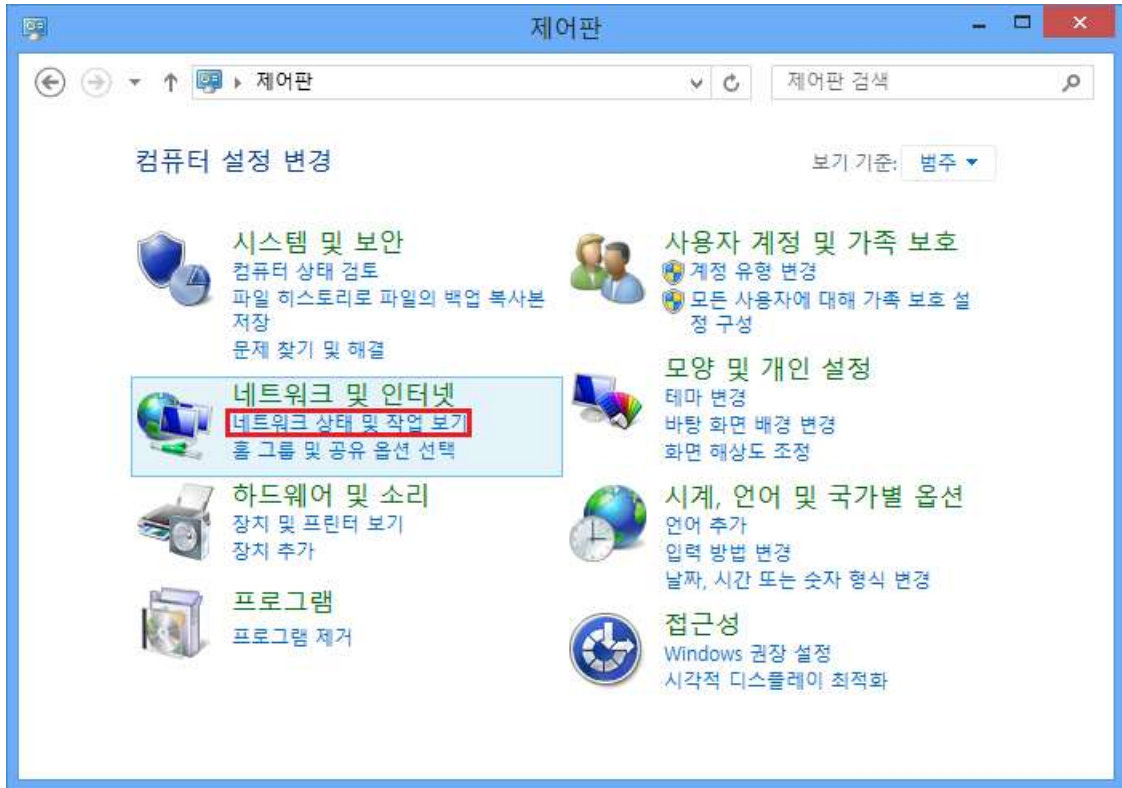 제어판
제어판
제어판 검색
컴퓨터 설정 변경
보기 기준: 범주
시스템 및 보안
컴퓨터 상태 검토
파일 히스토리로 파일의 백업 복사본
저장
문제 찾기 및 해결
네트워크 및 인터넷
네트워크 상태 및 작업 보기
홈 그룹 및 공유 옵션 선택
하드웨어 및 소리
장치 및 프린터 보기
장치 추가
프로그램
프로그램 제거
사용자 계정 및 가족 보호
계정 유형 변경
모든 사용자에 대해 가족 보호 설
정 구성
모양 및 개인 설정
테마 변경
바탕 화면 배경 변경
화면 해상도 조정
시계, 언어 및 국가별 옵션
언어 추가
입력 방법 변경
날짜, 시간 또는 숫자 형식 변경
접근성
Windows 권장 설정
시각적 디스플레이 최적화